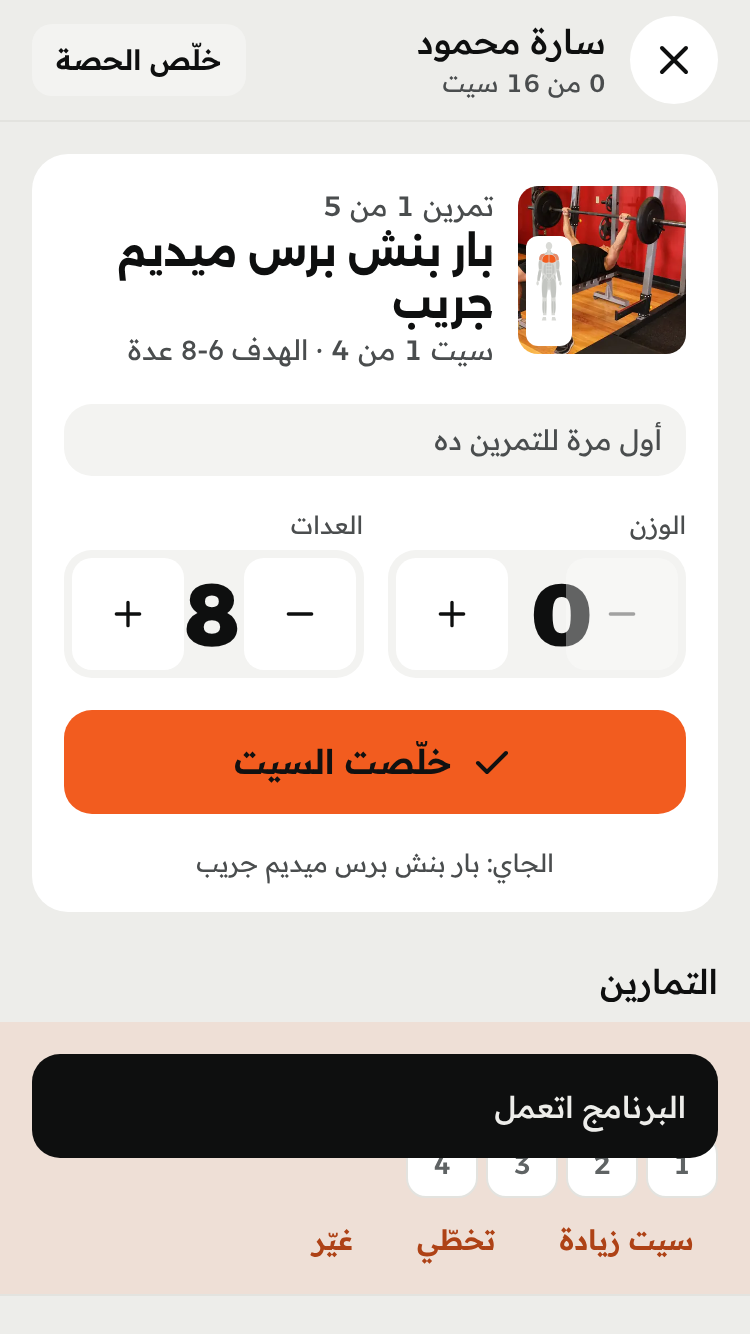 سارة محمود
0 من 16 سيت
خلّص الحصة
تمرين 1 من 5
بار بنش برس ميديم
جريب
سيت 1 من 4 · الهدف 6-8 عدة
أول مرة للتمرين ده
الوزن
العدات
0
8
خلّصت السيت
الجاي: بار بنش برس ميديم جريب
التمارين
البرنامج اتعمل
1 2 3 4
سيت زيادة
تخطّي
غيّر